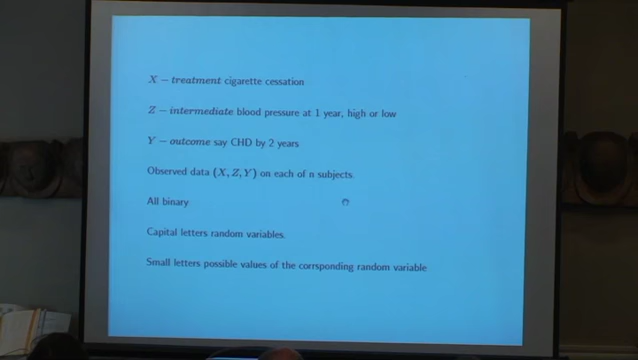 X – treatment cigarette cessation
Z – intermediate blood pressure at 1 year, high or low
Y – outcome say CHD by 2 years
Observed data (X, Z, Y) on each of n subjects.
All binary
Capital letters random variables.
Small letters possible values of the corrsponding random variable